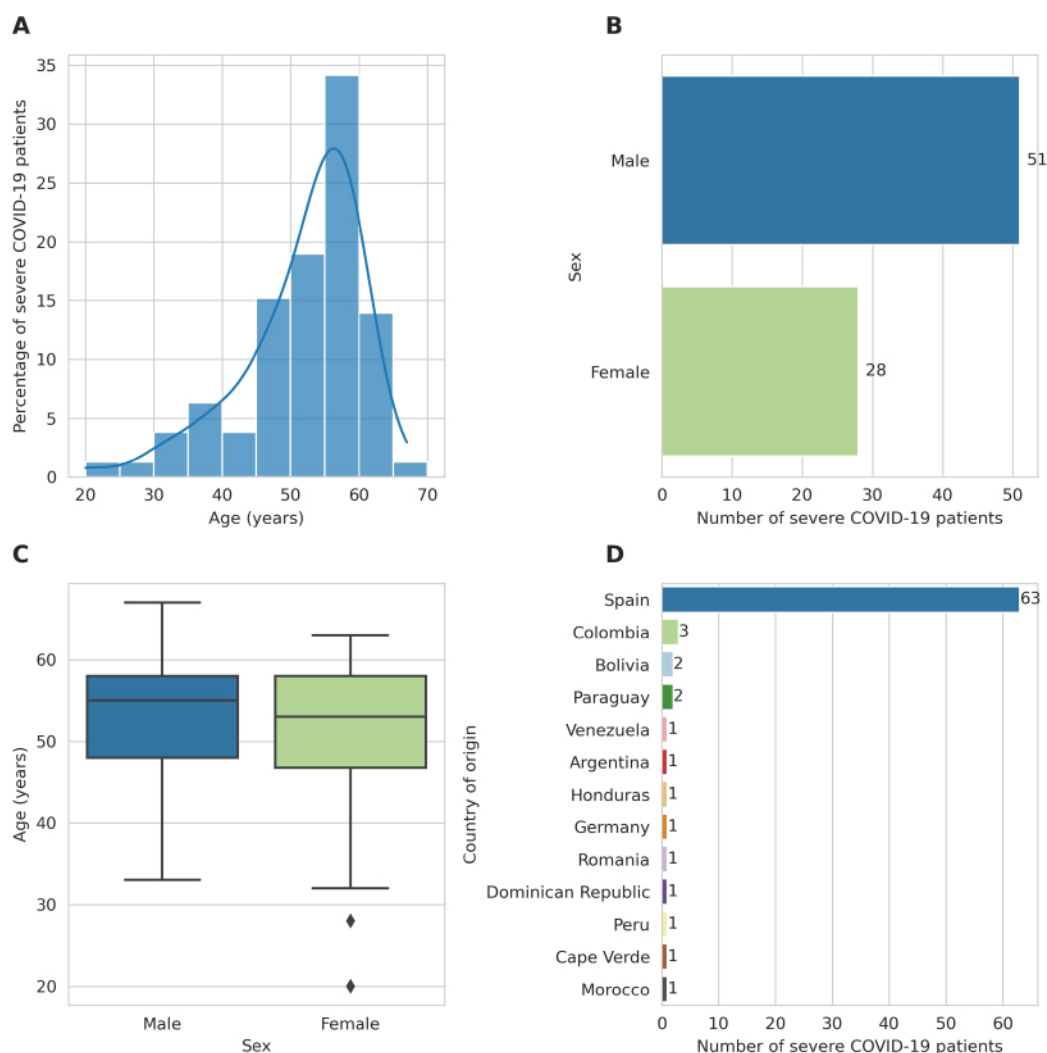 A
Percentage of severe COVID-19 patients
35
30
25
20
15
10
5
0
20 30 40 50 60 70
Age (years)
B
Sex
Male
51
Female
28
0 10 20 30 40 50
Number of severe COVID-19 patients
C
Age (years)
60
50
40
30
20
Male Female
Sex
D
Country of origin
Spain 63
Colombia 3
Bolivia 2
Paraguay 2
Venezuela 1
Argentina 1
Honduras 1
Germany 1
Romania 1
Dominican Republic 1
Peru 1
Cape Verde 1
Morocco 1
0 10 20 30 40 50 60
Number of severe COVID-19 patients